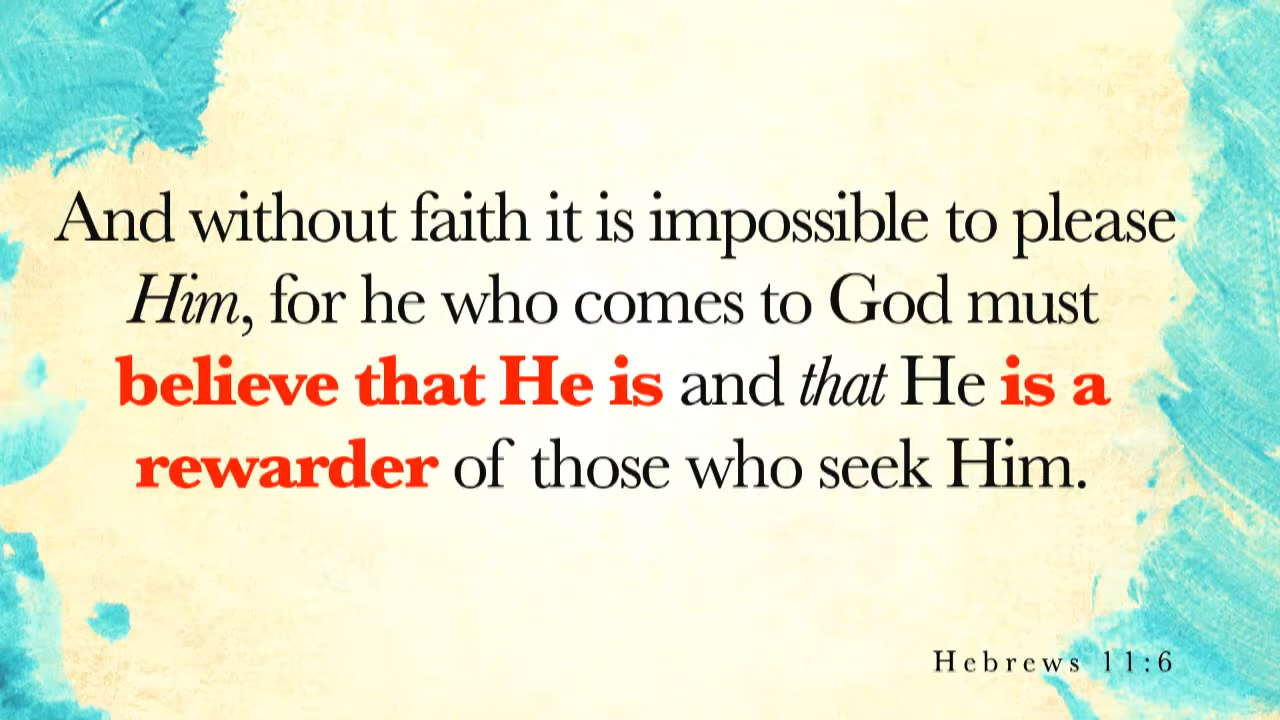 And without faith it is impossible to please
Him, for he who comes to God must
believe that He is and that He is a
rewarder of those who seek Him.
Hebrews 11:6